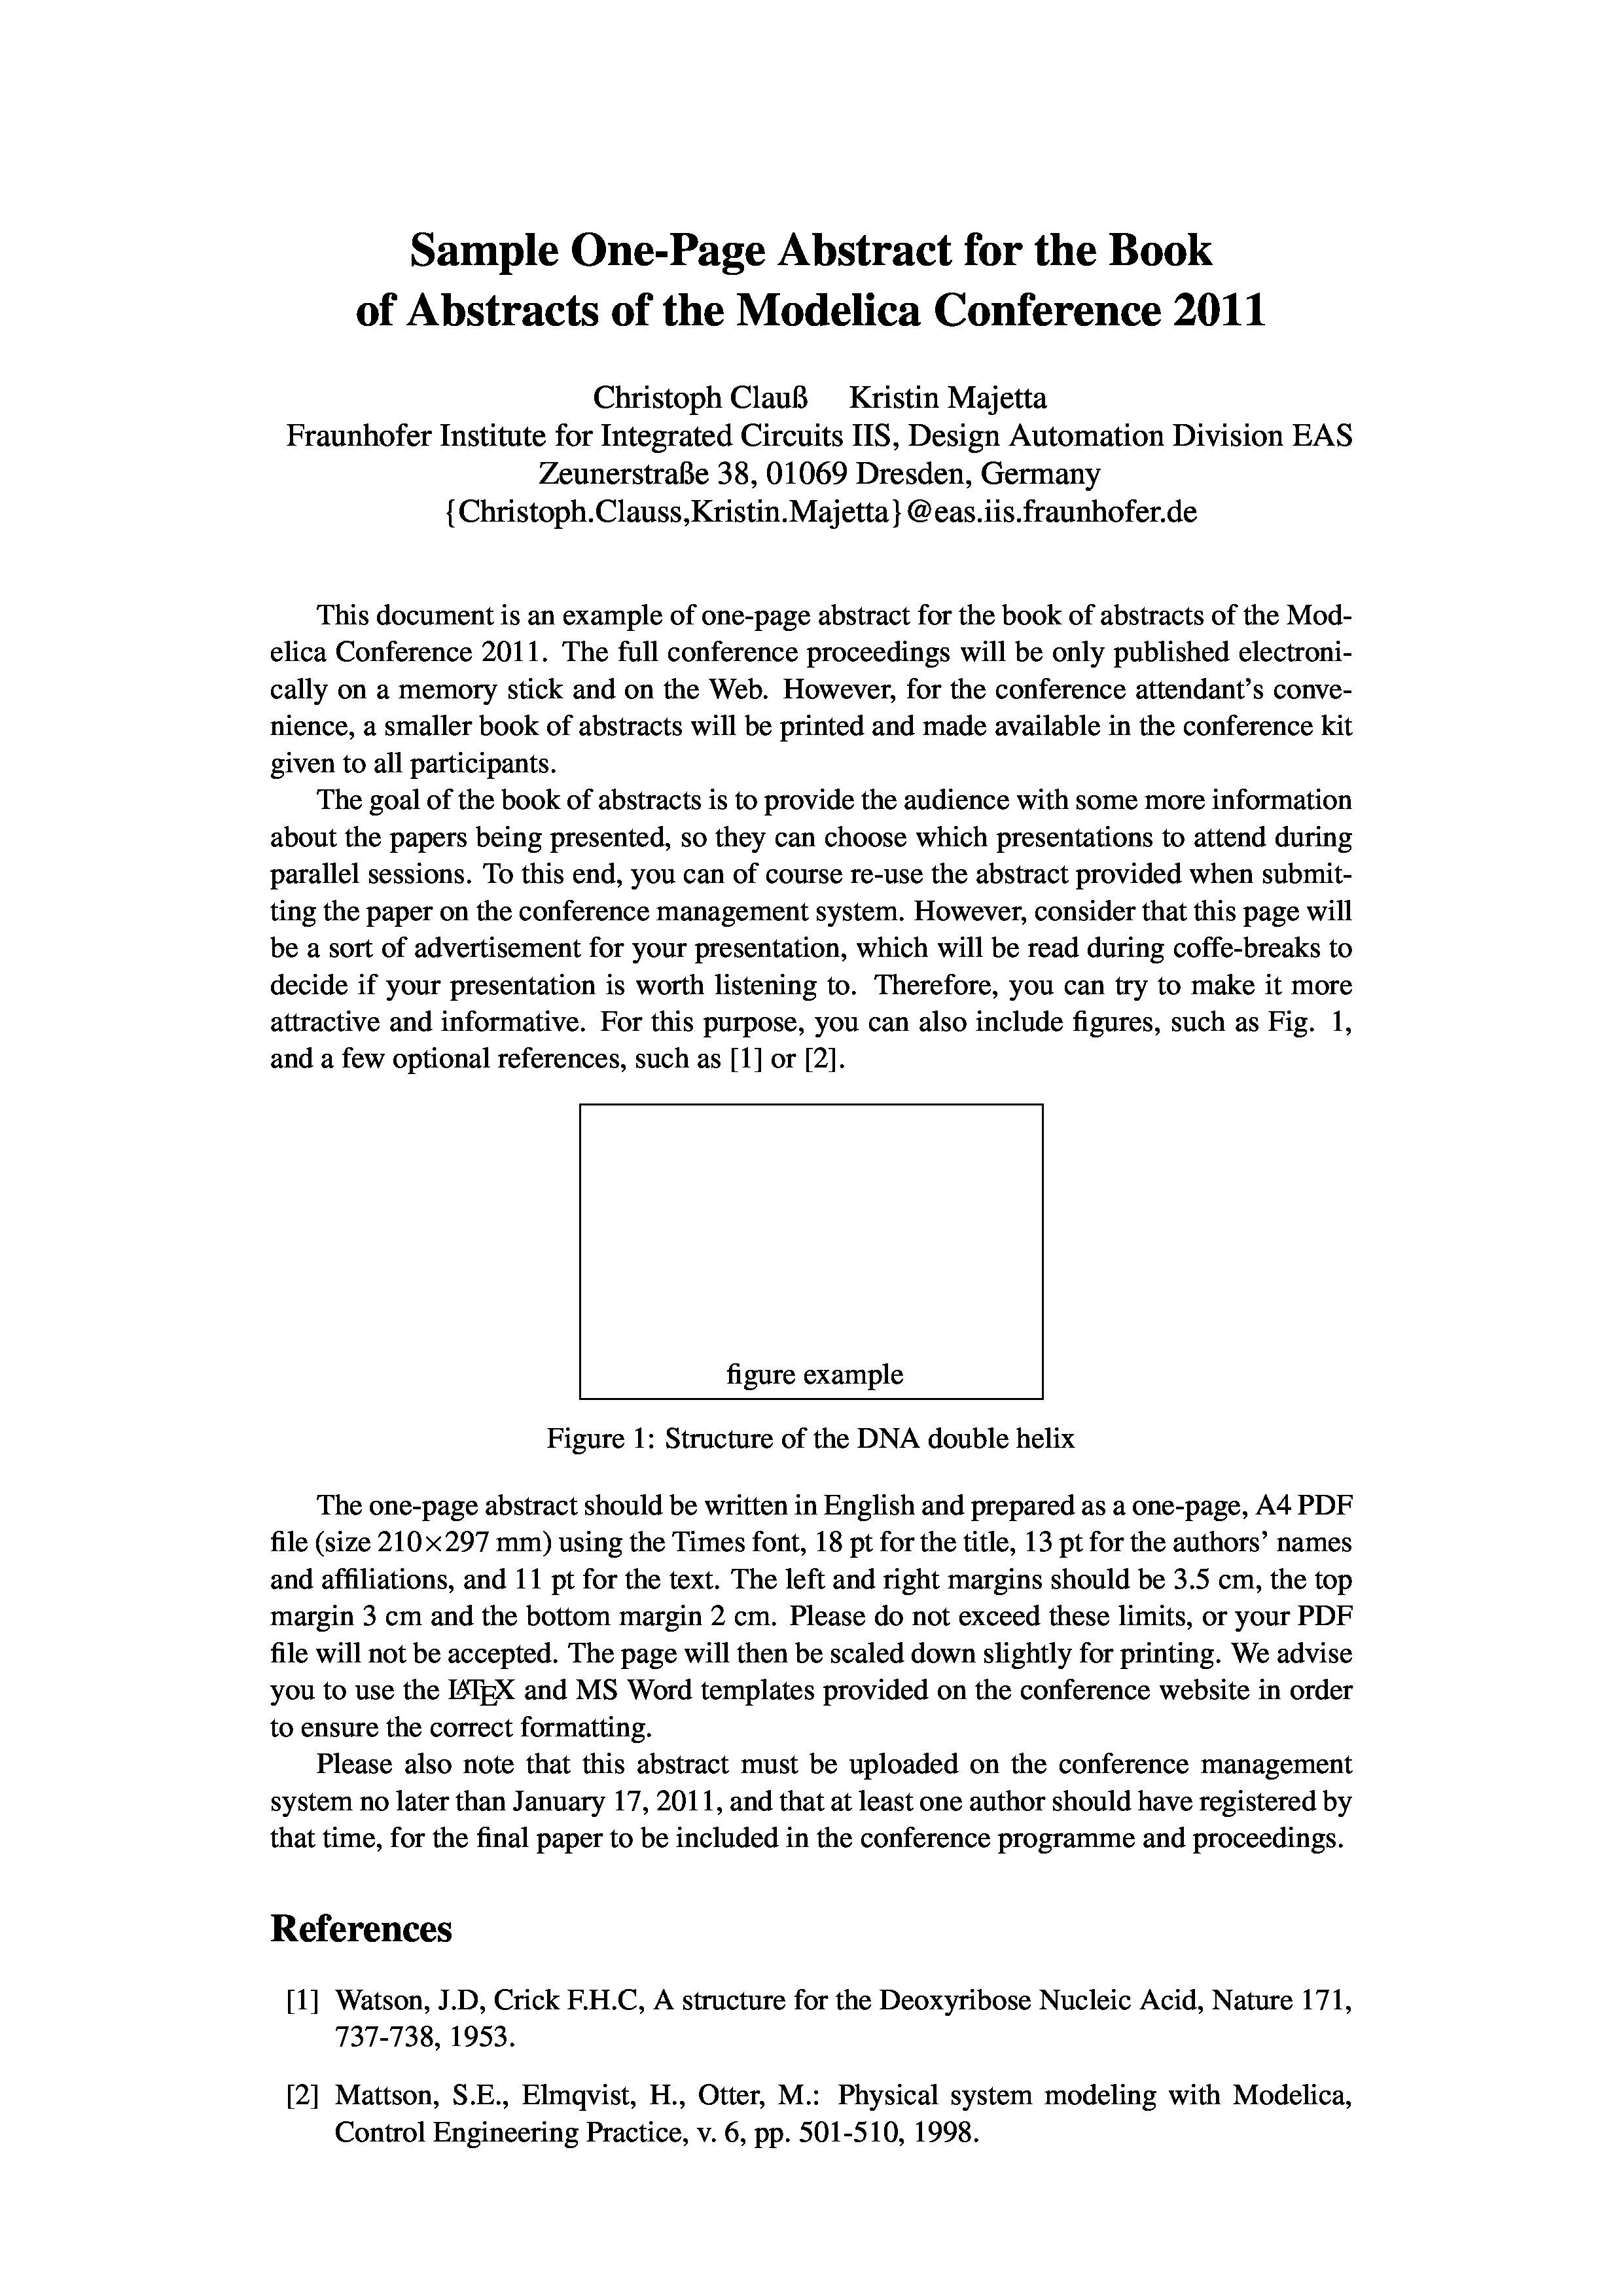 Sample One-Page Abstract for the Book
of Abstracts of the Modelica Conference 2011
Christoph Clauß Kristin Majetta
Fraunhofer Institute for Integrated Circuits IIS, Design Automation Division EAS
Zeunerstraße 38, 01069 Dresden, Germany
{Christoph.Clauss,Kristin.Majetta}@eas.iis.fraunhofer.de
This document is an example of one-page abstract for the book of abstracts of the Mod-
elica Conference 2011. The full conference proceedings will be only published electroni-
cally on a memory stick and on the Web. However, for the conference attendant's conve-
nience, a smaller book of abstracts will be printed and made available in the conference kit
given to all participants.
The goal of the book of abstracts is to provide the audience with some more information
about the papers being presented, so they can choose which presentations to attend during
parallel sessions. To this end, you can of course re-use the abstract provided when submit-
ting the paper on the conference management system. However, consider that this page will
be a sort of advertisement for your presentation, which will be read during coffe-breaks to
decide if your presentation is worth listening to. Therefore, you can try to make it more
attractive and informative. For this purpose, you can also include figures, such as Fig. 1,
and a few optional references, such as [1] or [2].
figure example
Figure 1: Structure of the DNA double helix
The one-page abstract should be written in English and prepared as a one-page, A4 PDF
file (size 210×297 mm) using the Times font, 18 pt for the title, 13 pt for the authors' names
and affiliations, and 11 pt for the text. The left and right margins should be 3.5 cm, the top
margin 3 cm and the bottom margin 2 cm. Please do not exceed these limits, or your PDF
file will not be accepted. The page will then be scaled down slightly for printing. We advise
you to use the LATEX and MS Word templates provided on the conference website in order
to ensure the correct formatting.
Please also note that this abstract must be uploaded on the conference management
system no later than January 17, 2011, and that at least one author should have registered by
that time, for the final paper to be included in the conference programme and proceedings.
References
[1] Watson, J.D, Crick F.H.C, A structure for the Deoxyribose Nucleic Acid, Nature 171,
737-738, 1953.
[2] Mattson, S.E., Elmqvist, H., Otter, M.: Physical system modeling with Modelica,
Control Engineering Practice, v. 6, pp. 501-510, 1998.